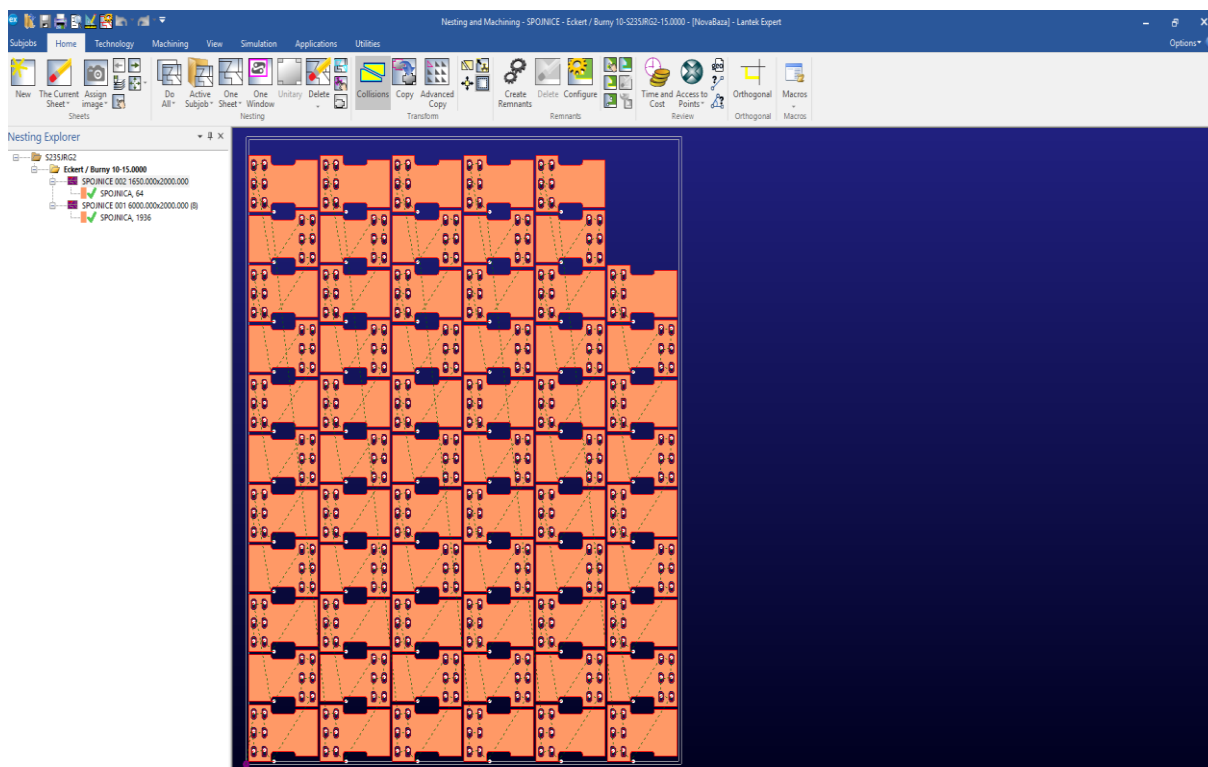 Nesting and Machining - SPOJNICE - Eckert / Burny 10-S235JRG2-15.0000 - [NovaBaza] - Lantek Expert
Subjobs Home Technology Machining View Simulation Applications Utilities Options
New The Current Sheet Assign image Do All Active Subjob One Sheet One Window Unitary Delete Collisions Copy Advanced Copy Create Remnants Delete Configure Time and Cost Access to Points Orthogonal Macros
Sheets Nesting Transform Remnants Review Orthogonal Macros
Nesting Explorer
S235JRG2
Eckert / Burny 10-15.0000
SPOJNICE 002 1650.000x2000.000
SPOJNICA, 64
SPOJNICE 001 6000.000x2000.000 (8)
SPOJNICA, 1936